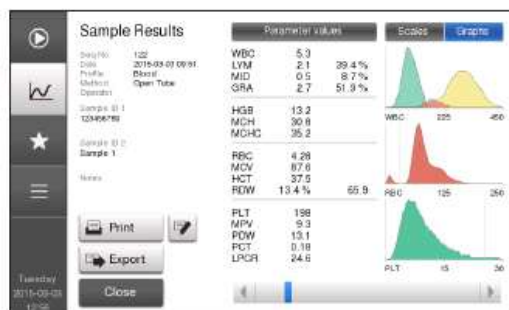 Sample Results
Parameter values
Scales
Graphs
Seq No. 122
Date 2015-09-03 09:51
Profile Blood
Method Open Tube
Operator
Sample ID 1
123456789
Sample ID 2
Sample 1
Notes
WBC 5.3
LYM 2.1 39.4 %
MID 0.5 8.7 %
GRA 2.7 51.9 %
HGB 13.2
MCH 30.8
MCHC 35.2
RBC 4.28
MCV 87.6
HCT 37.5
RDW 13.4 % 65.9
PLT 198
MPV 9.3
PDW 13.1
PCT 0.18
LPCR 24.6
WBC 225 450
RBC 125 250
PLT 15 30
Print
Export
Close
Tuesday
2015-09-03
12:56